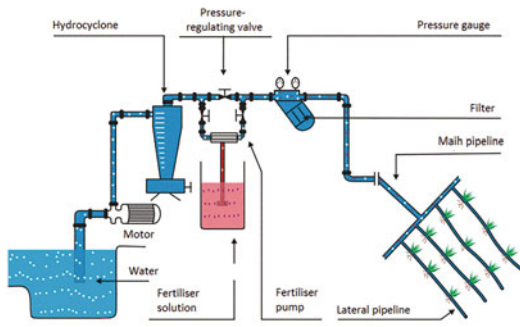 Hydrocyclone
Pressure-
regulating valve
Pressure gauge
Filter
Maih pipeline
Motor
Water
Fertiliser
solution
Fertiliser
pump
Lateral pipeline